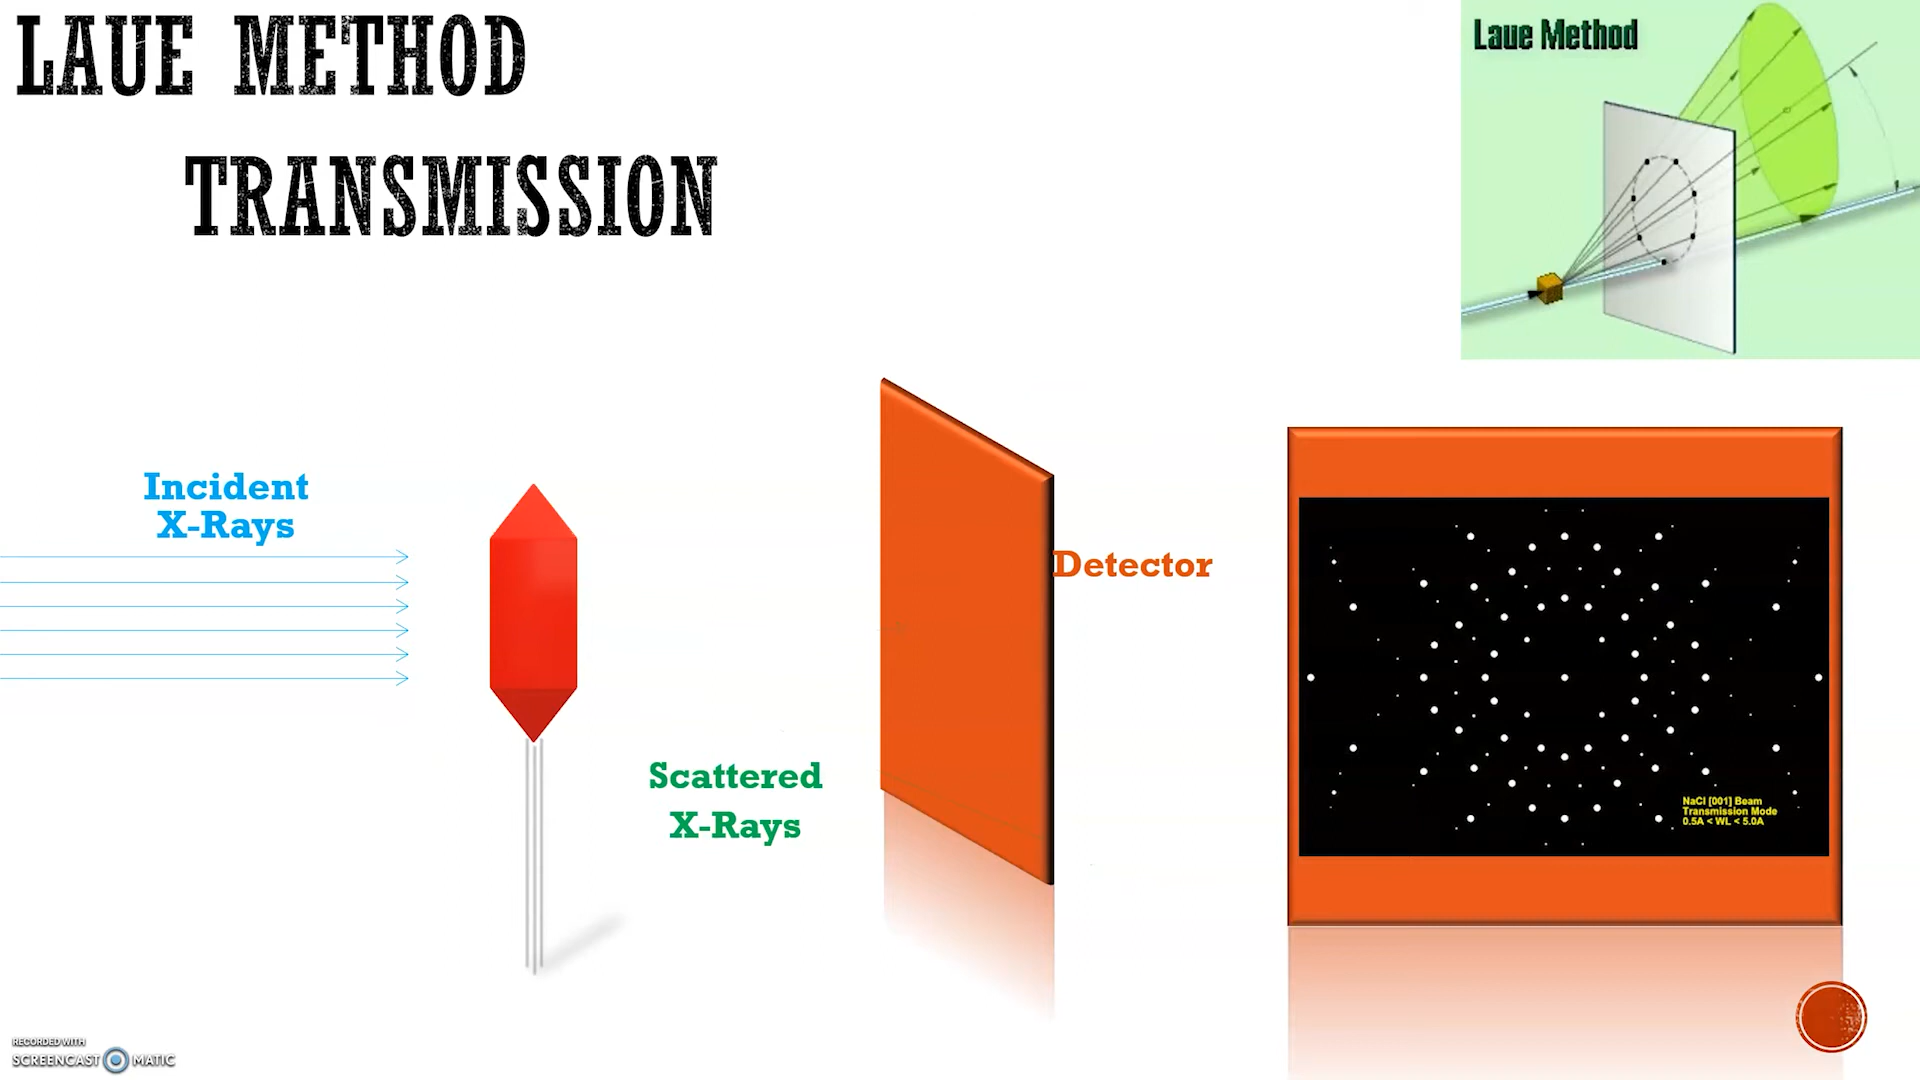 LAUE METHOD
TRANSMISSION
Laue Method
Incident
X-Rays
Detector
Scattered
X-Rays
NaCl [001] Beam
Transmission Mode
0.5A < WL < 5.0A
RECORDED WITH
SCREENCAST MATIC